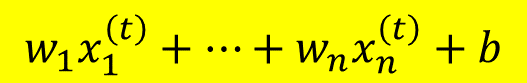 w₁x₁⁽ᵗ⁾ + ⋯ + wₙxₙ⁽ᵗ⁾ + b